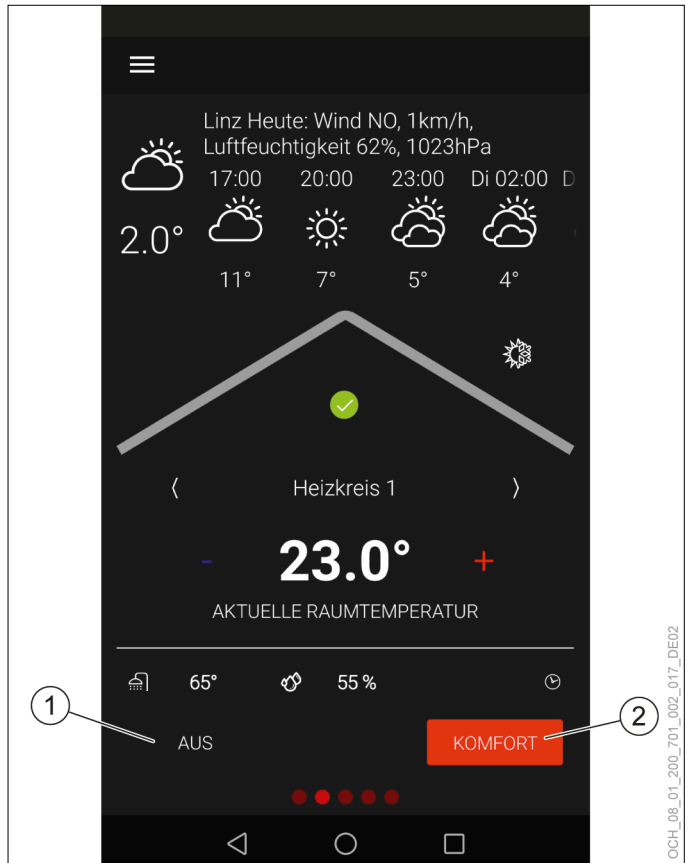 Linz Heute: Wind NO, 1km/h,
Luftfeuchtigkeit 62%, 1023hPa
17:00 20:00 23:00 Di 02:00 D
2.0°
11° 7° 5° 4°
Heizkreis 1
- 23.0° +
AKTUELLE RAUMTEMPERATUR
65° 55 %
1
2
AUS KOMFORT
OCH_08_01_200_701_002_017_DE02